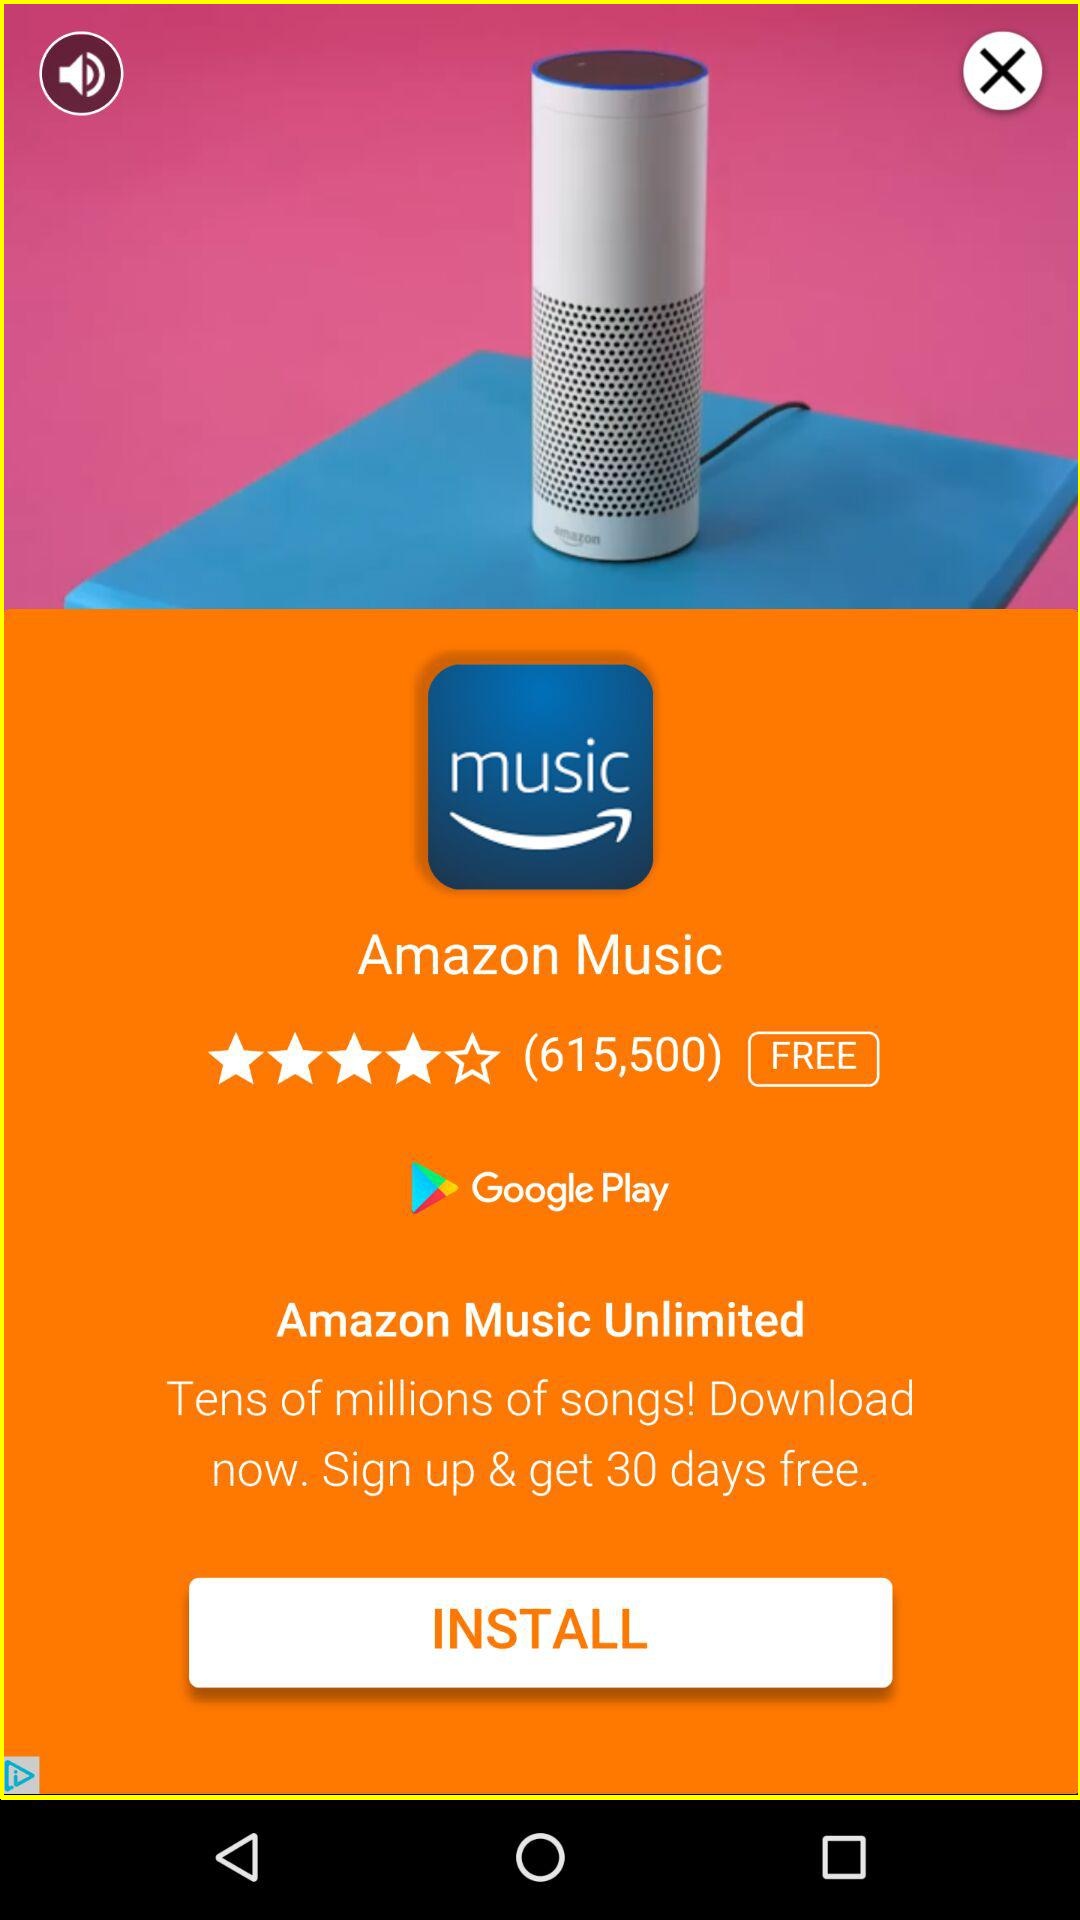 amazon
music
Amazon Music
(615,500) FREE
Google Play
Amazon Music Unlimited
Tens of millions of songs! Download
now. Sign up & get 30 days free.
INSTALL